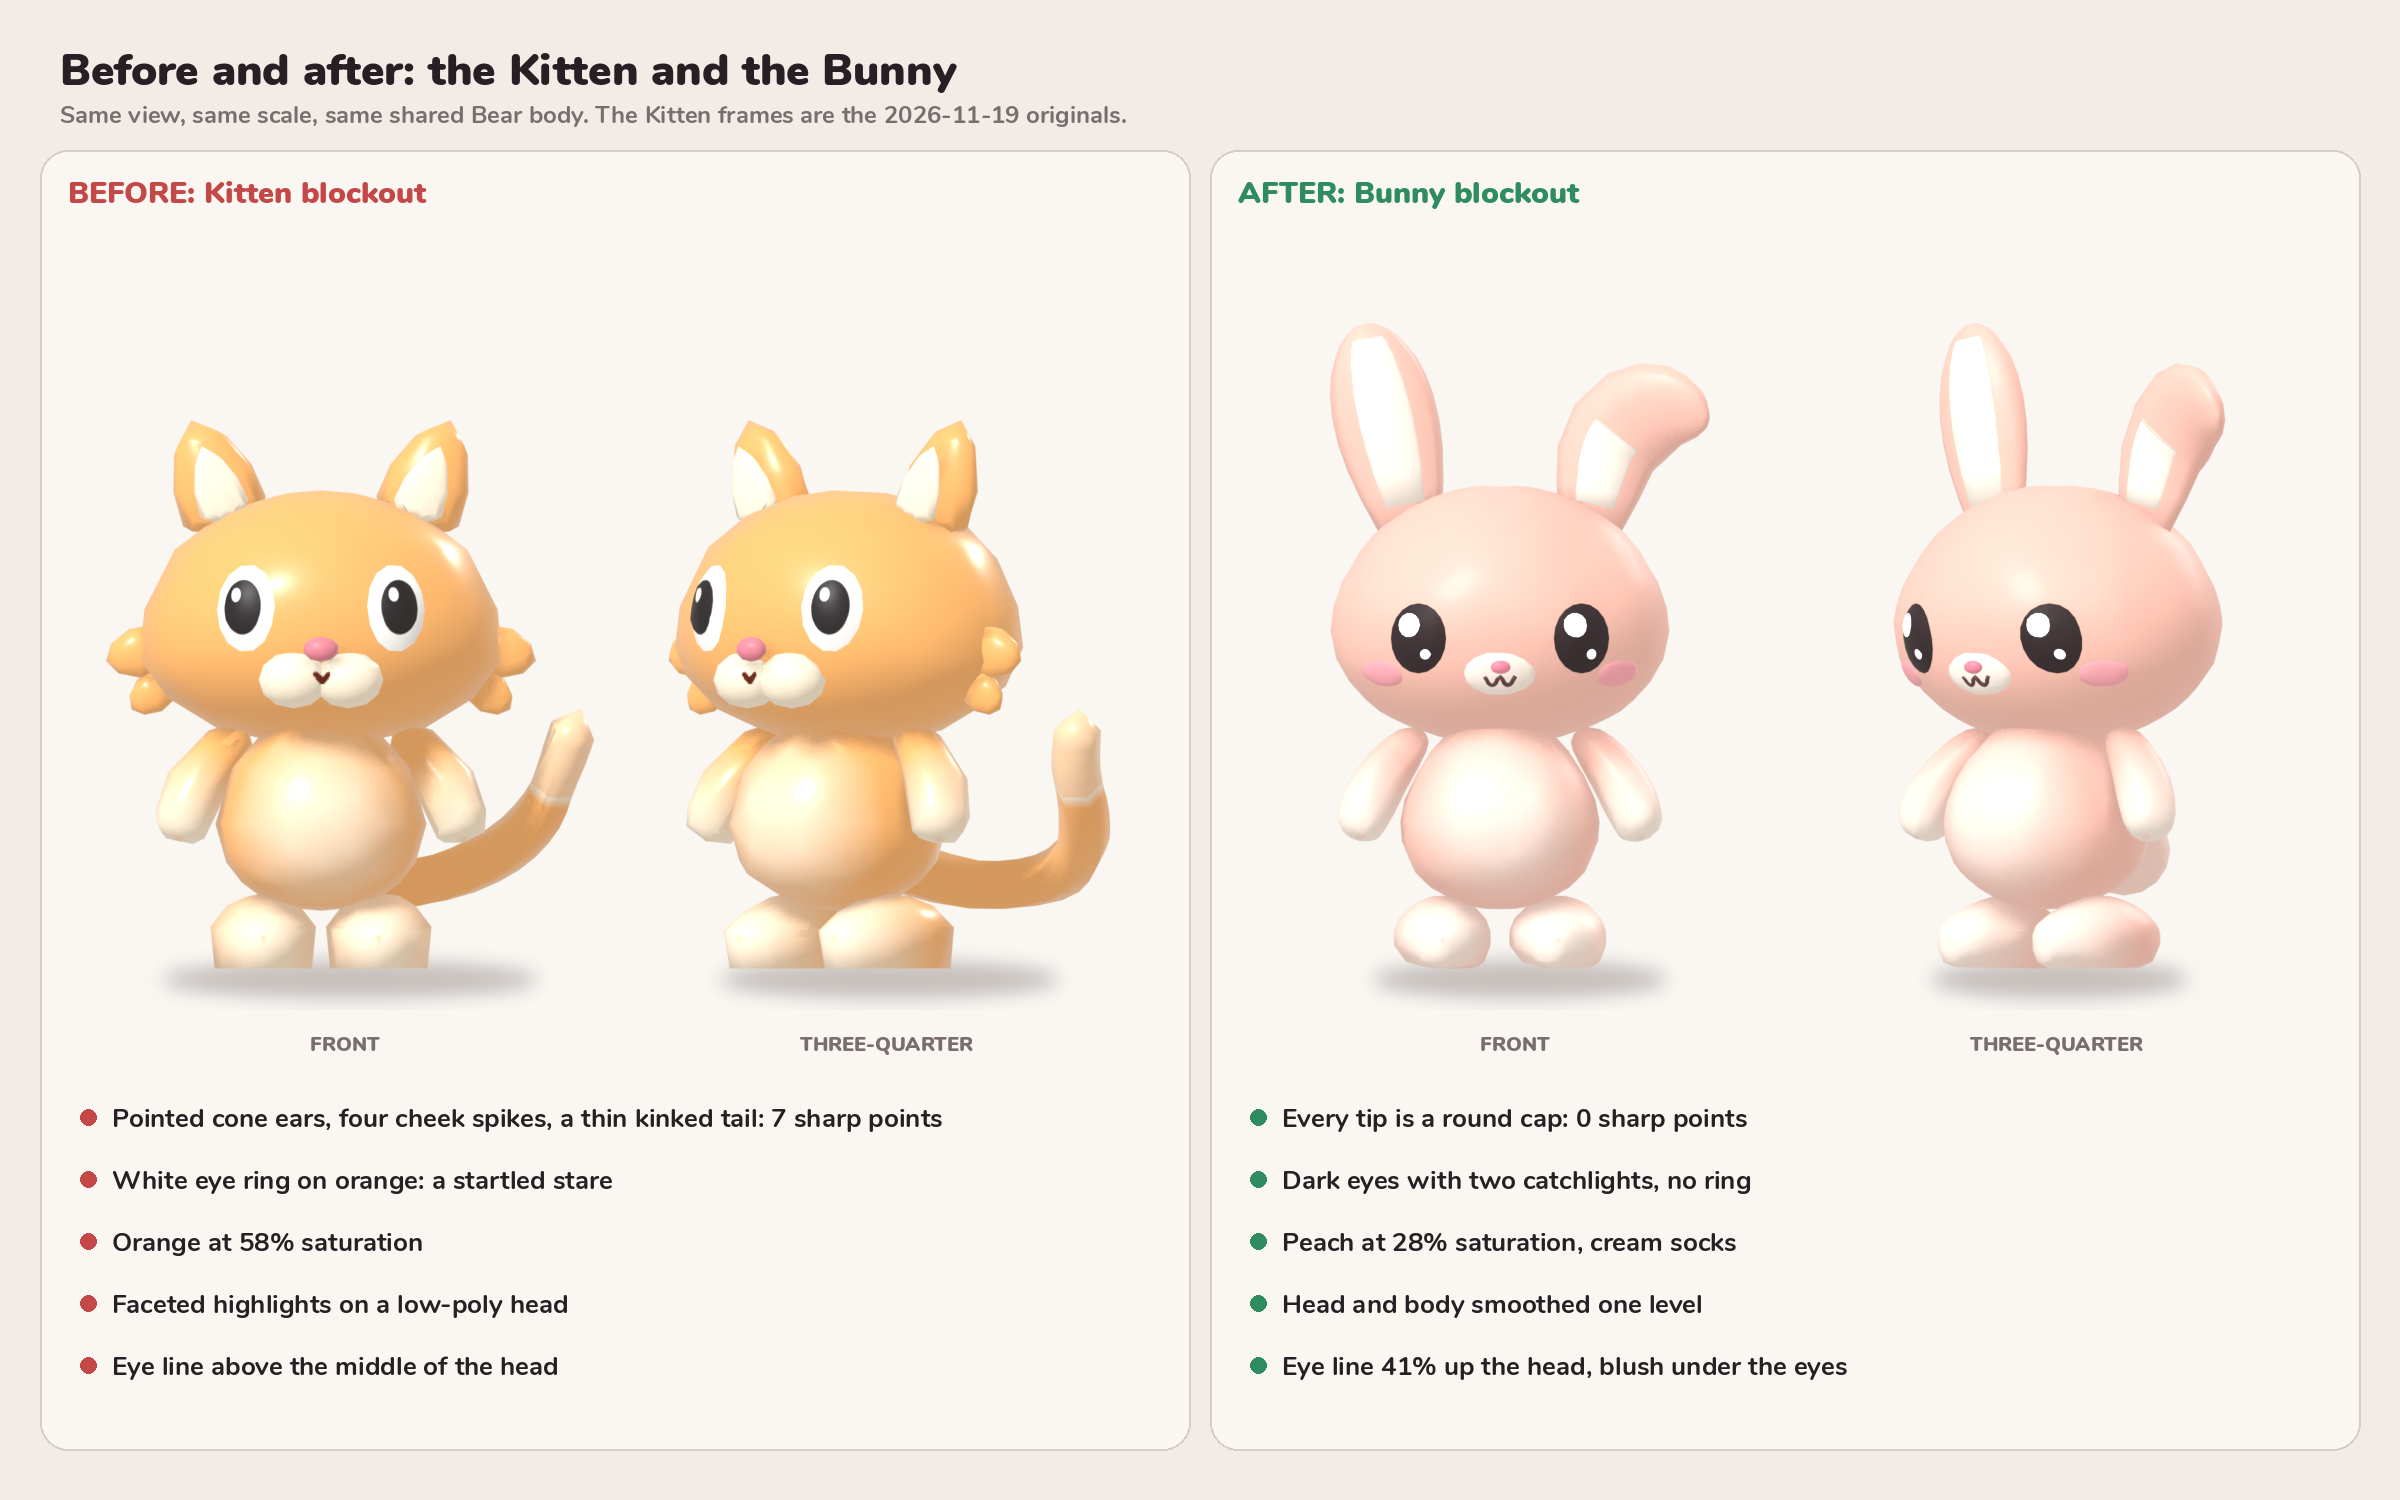 Before and after: the Kitten and the Bunny
Same view, same scale, same shared Bear body. The Kitten frames are the 2026-11-19 originals.
BEFORE: Kitten blockout
FRONT
THREE-QUARTER
Pointed cone ears, four cheek spikes, a thin kinked tail: 7 sharp points
White eye ring on orange: a startled stare
Orange at 58% saturation
Faceted highlights on a low-poly head
Eye line above the middle of the head
AFTER: Bunny blockout
FRONT
THREE-QUARTER
Every tip is a round cap: 0 sharp points
Dark eyes with two catchlights, no ring
Peach at 28% saturation, cream socks
Head and body smoothed one level
Eye line 41% up the head, blush under the eyes